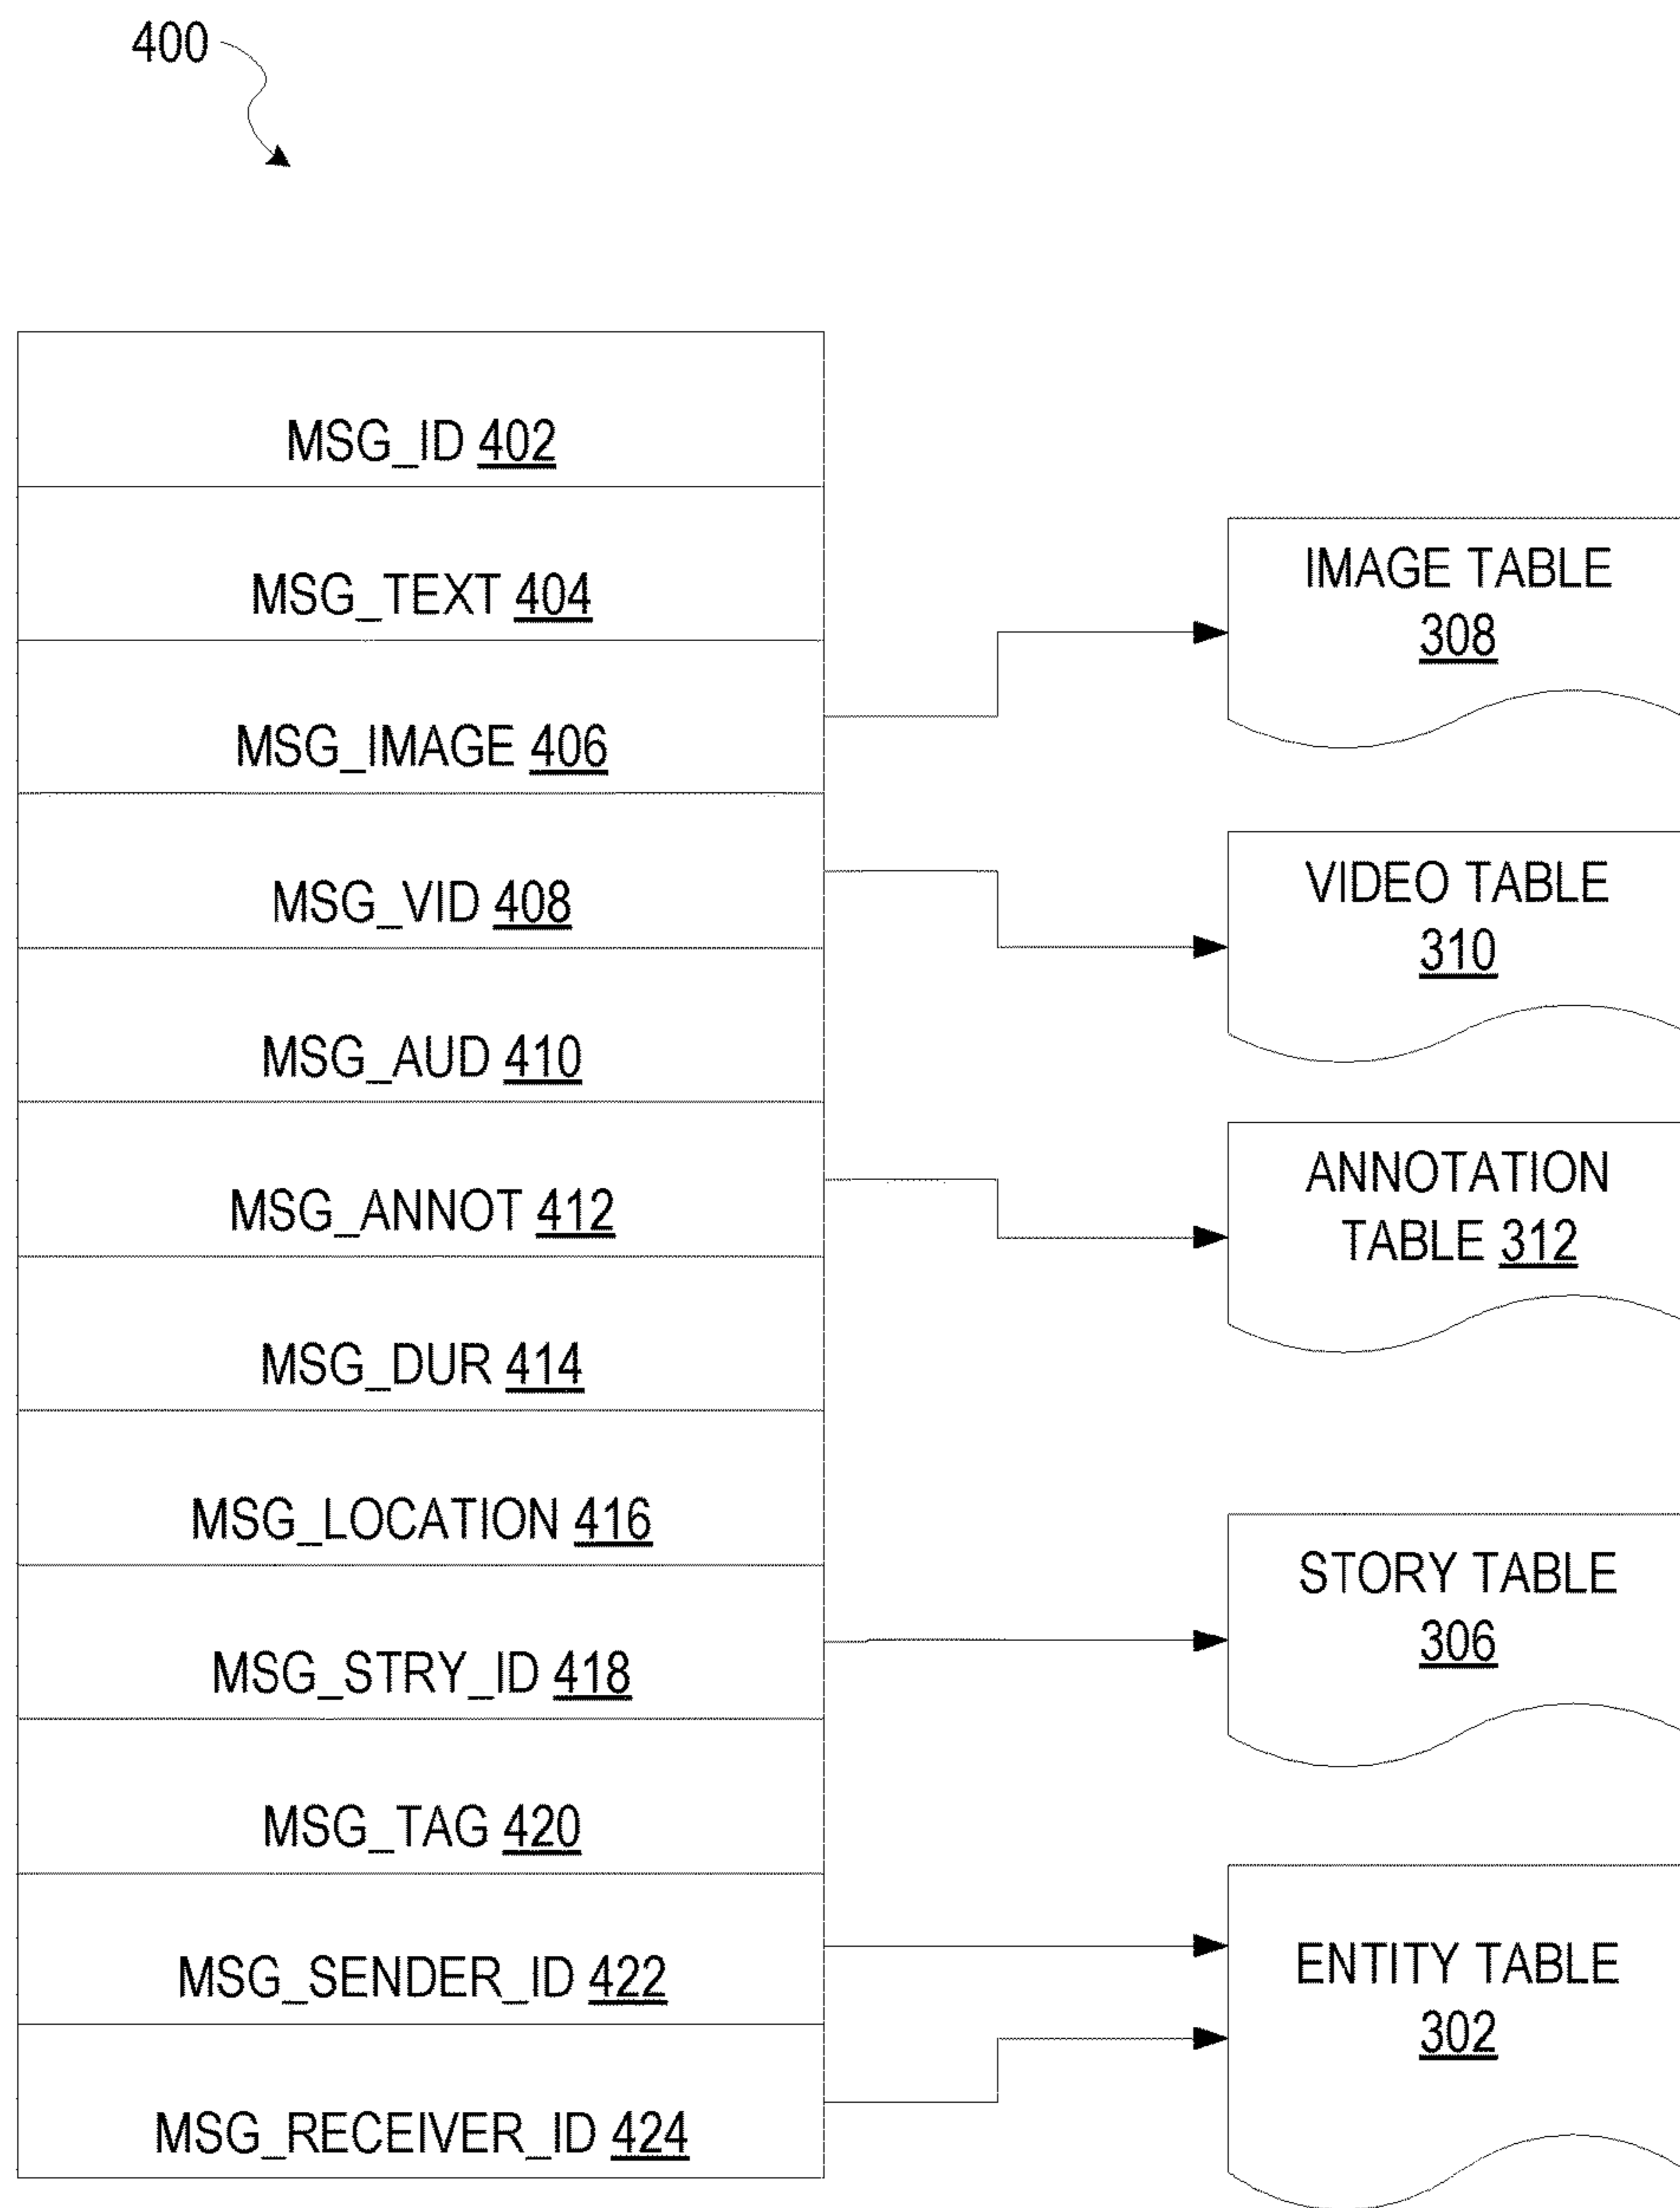 400
MSG_ID 402
MSG_TEXT 404
MSG_IMAGE 406
MSG_VID 408
MSG_AUD 410
MSG_ANNOT 412
MSG_DUR 414
MSG_LOCATION 416
MSG_STRY_ID 418
MSG_TAG 420
MSG_SENDER_ID 422
MSG_RECEIVER_ID 424
IMAGE TABLE
308
VIDEO TABLE
310
ANNOTATION
TABLE 312
STORY TABLE
306
ENTITY TABLE
302